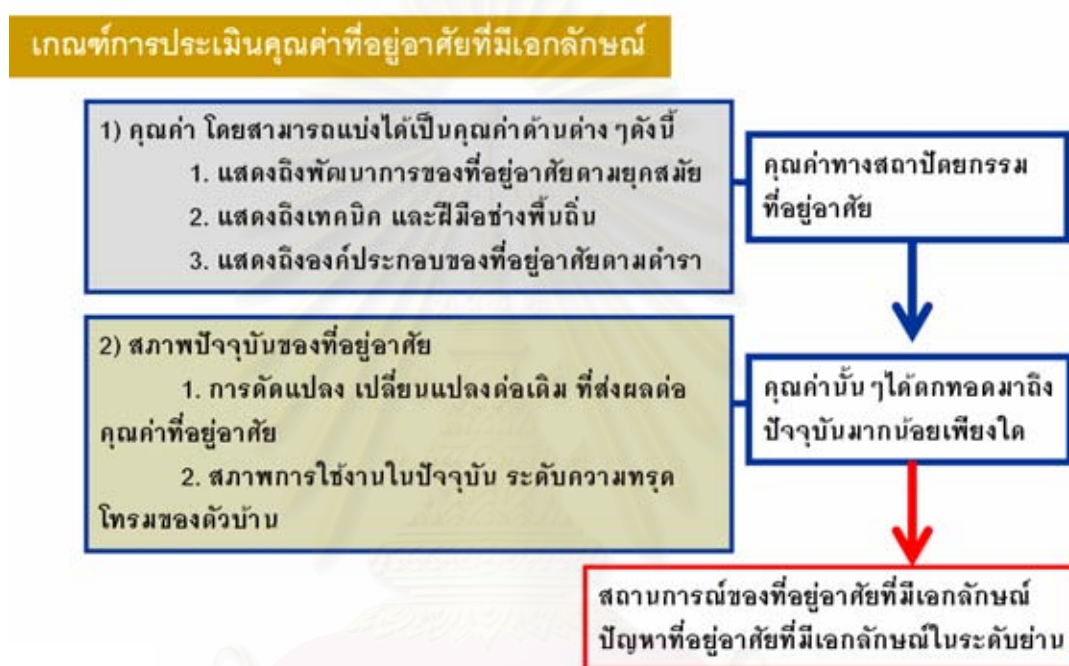 เกณฑ์การประเมินคุณค่าที่อยู่อาศัยที่มีเอกลักษณ์
1) คุณค่า โดยสามารถแบ่งได้เป็นคุณค่าด้านต่าง ๆดังนี้
1. แสดงถึงพัฒนาการของที่อยู่อาศัยตามยุคสมัย
2. แสดงถึงเทคนิค และฝีมือช่างพื้นถิ่น
3. แสดงถึงองค์ประกอบของที่อยู่อาศัยตามตำรา
คุณค่าทางสถาปัตยกรรม
ที่อยู่อาศัย
2) สภาพปัจจุบันของที่อยู่อาศัย
1. การดัดแปลง เปลี่ยนแปลงต่อเติม ที่ส่งผลต่อ
คุณค่าที่อยู่อาศัย
2. สภาพการใช้งานในปัจจุบัน ระดับความทรุด
โทรมของตัวบ้าน
คุณค่านั้น ๆได้ตกทอดมาถึง
ปัจจุบันมากน้อยเพียงใด
สถานการณ์ของที่อยู่อาศัยที่มีเอกลักษณ์
ปัญหาที่อยู่อาศัยที่มีเอกลักษณ์ในระดับย่าน